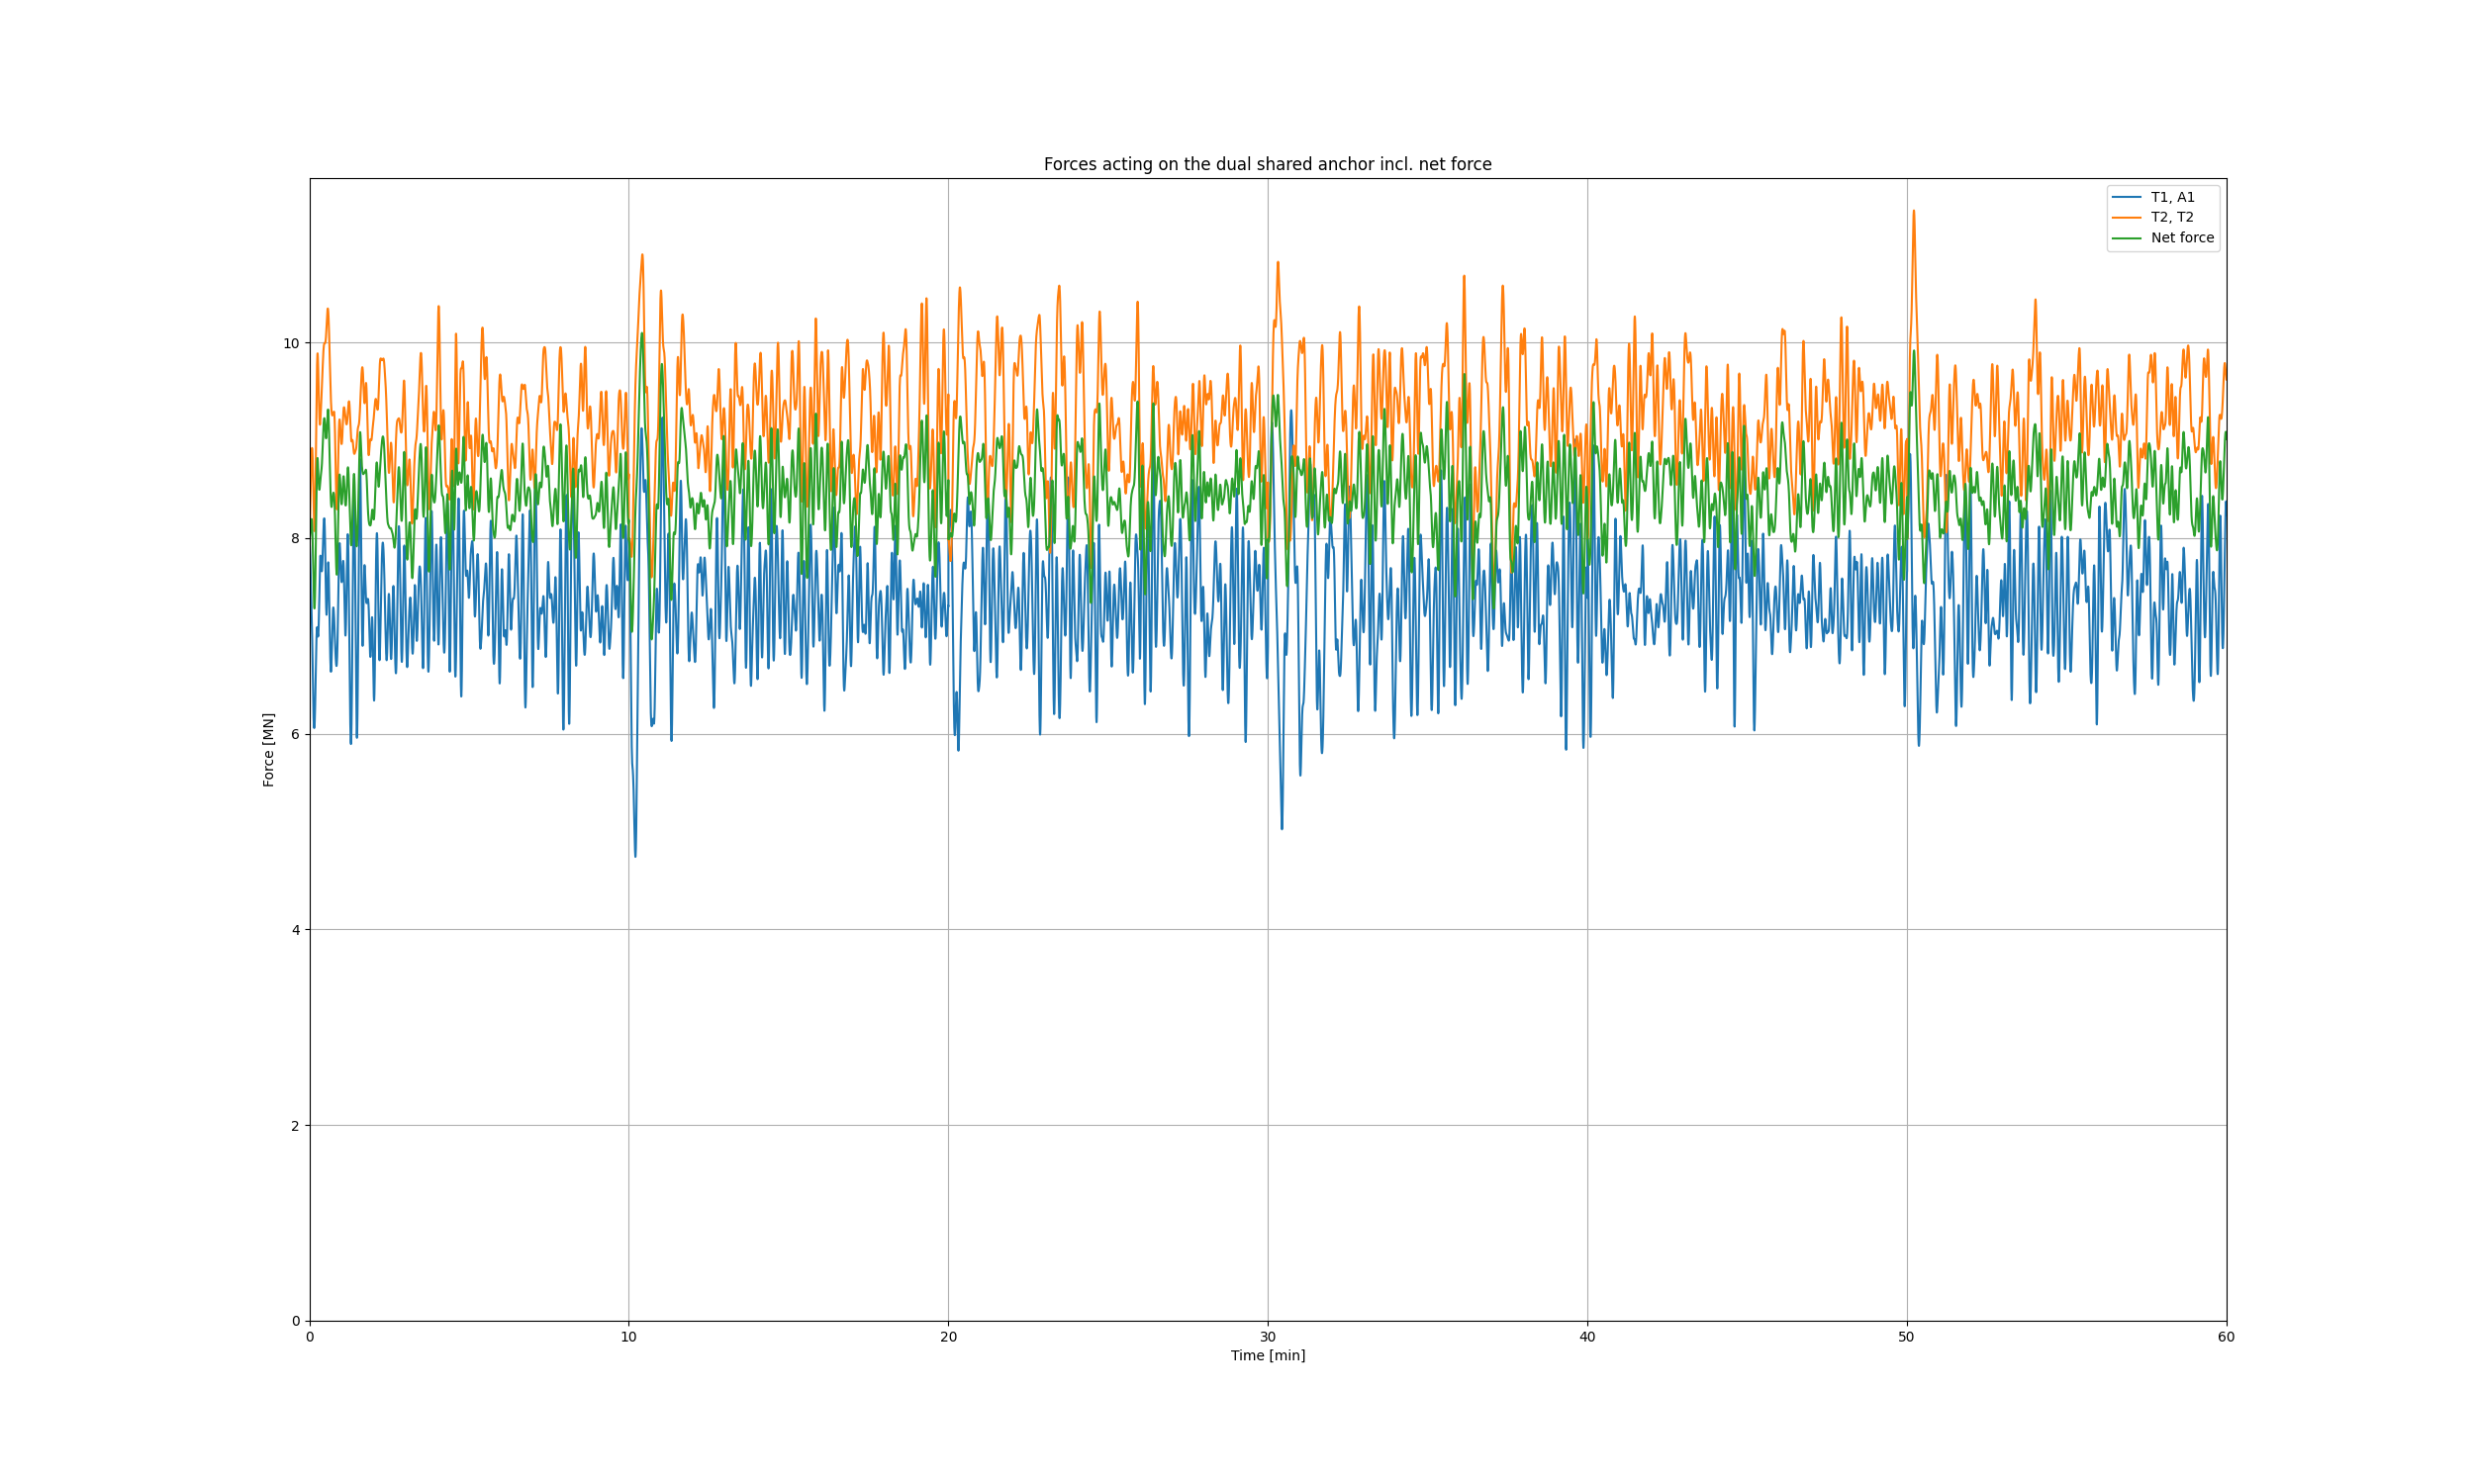 Forces acting on the dual shared anchor incl. net force
T1, A1
T2, T2
Net force
10
8
6
4
2
0
Force [MN]
0 10 20 30 40 50 60
Time [min]